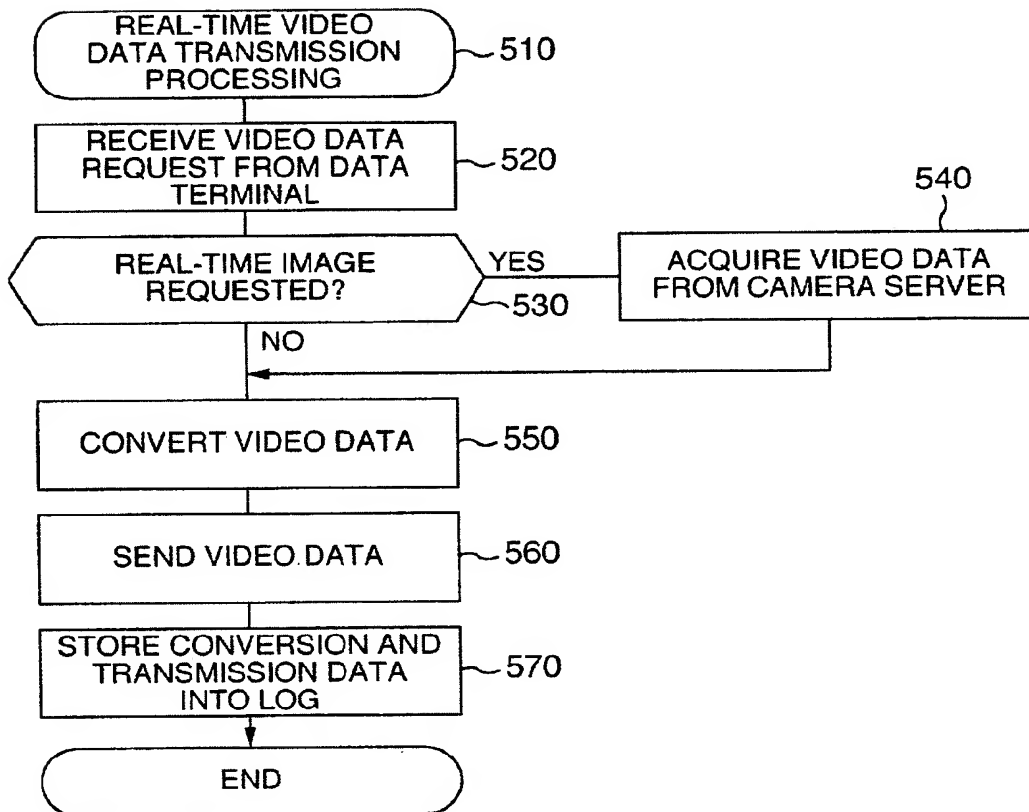 REAL-TIME VIDEO
DATA TRANSMISSION
PROCESSING
510
RECEIVE VIDEO DATA
REQUEST FROM DATA
TERMINAL
520
REAL-TIME IMAGE
REQUESTED?
530
YES
NO
540
ACQUIRE VIDEO DATA
FROM CAMERA SERVER
CONVERT VIDEO DATA
550
SEND VIDEO DATA
560
STORE CONVERSION AND
TRANSMISSION DATA
INTO LOG
570
END